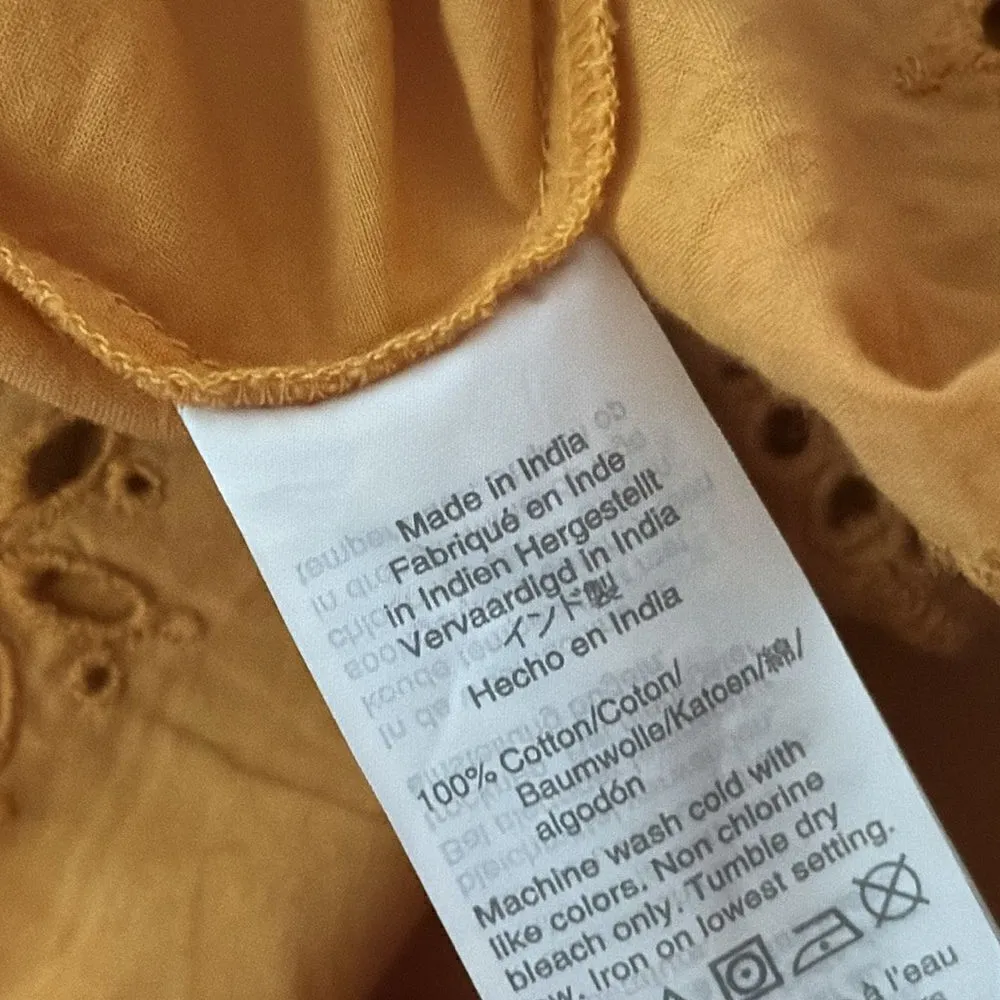 Made in India
Fabriqué en Inde
in Indien Hergestellt
Vervaardigd in India
インド製
Hecho en India
100% Cotton/Coton/
Baumwolle/Katoen/綿/
algodón
Machine wash cold with
like colors. Non chlorine
bleach only. Tumble dry
Iron on lowest setting.
à l'eau